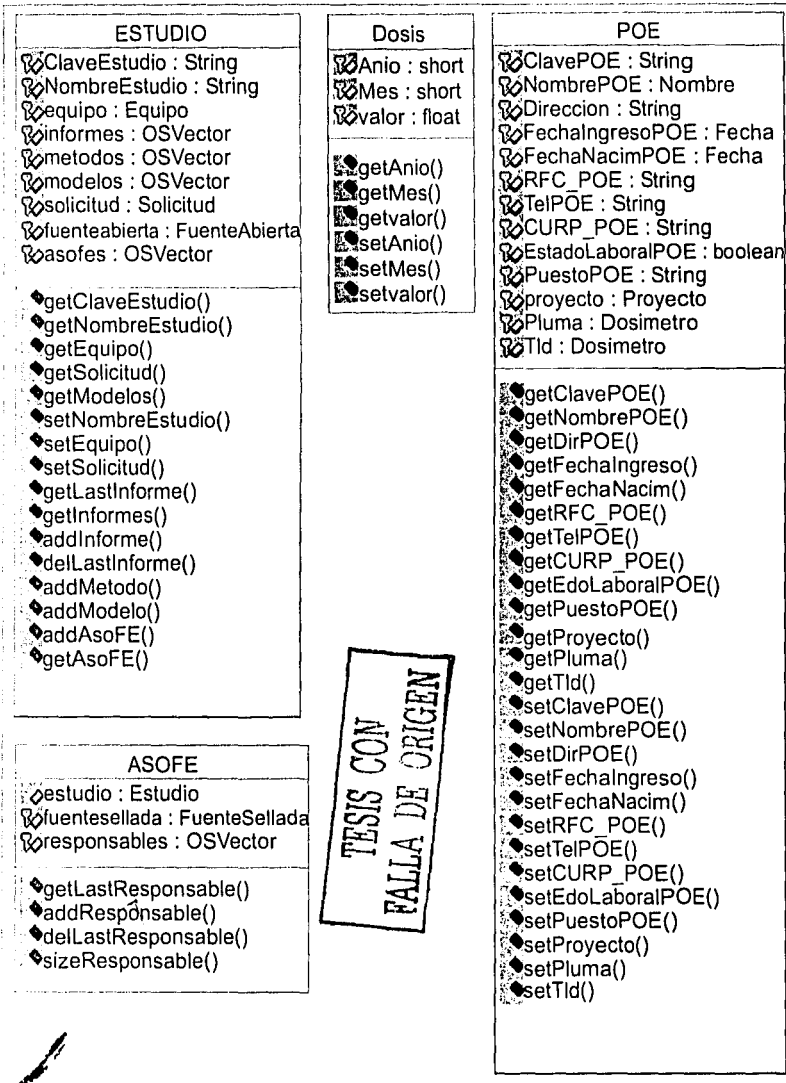 ESTUDIO
ClaveEstudio : String
NombreEstudio : String
equipo : Equipo
informes : OSVector
metodos : OSVector
modelos : OSVector
solicitud : Solicitud
fuenteabierta : FuenteAbierta
asofes : OSVector
getClaveEstudio()
getNombreEstudio()
getEquipo()
getSolicitud()
getModelos()
setNombreEstudio()
setEquipo()
setSolicitud()
getLastInforme()
getInformes()
addInforme()
delLastInforme()
addMetodo()
addModelo()
addAsoFE()
getAsoFE()
Dosis
Anio : short
Mes : short
valor : float
getAnio()
getMes()
getvalor()
setAnio()
setMes()
setvalor()
POE
ClavePOE : String
NombrePOE : Nombre
Direccion : String
FechaIngresoPOE : Fecha
FechaNacimPOE : Fecha
RFC_POE : String
TelPOE : String
CURP_POE : String
EstadoLaboralPOE : boolean
PuestoPOE : String
proyecto : Proyecto
Pluma : Dosimetro
Tld : Dosimetro
getClavePOE()
getNombrePOE()
getDirPOE()
getFechaIngreso()
getFechaNacim()
getRFC_POE()
getTelPOE()
getCURP_POE()
getEdoLaboralPOE()
getPuestoPOE()
getProyecto()
getPluma()
getTld()
setClavePOE()
setNombrePOE()
setDirPOE()
setFechaIngreso()
setFechaNacim()
setRFC_POE()
setTelPOE()
setCURP_POE()
setEdoLaboralPOE()
setPuestoPOE()
setProyecto()
setPluma()
setTld()
ASOFE
estudio : Estudio
fuentesellada : FuenteSellada
responsables : OSVector
getLastResponsable()
addResponsable()
delLastResponsable()
sizeResponsable()
TESIS CON
FALLA DE ORIGEN